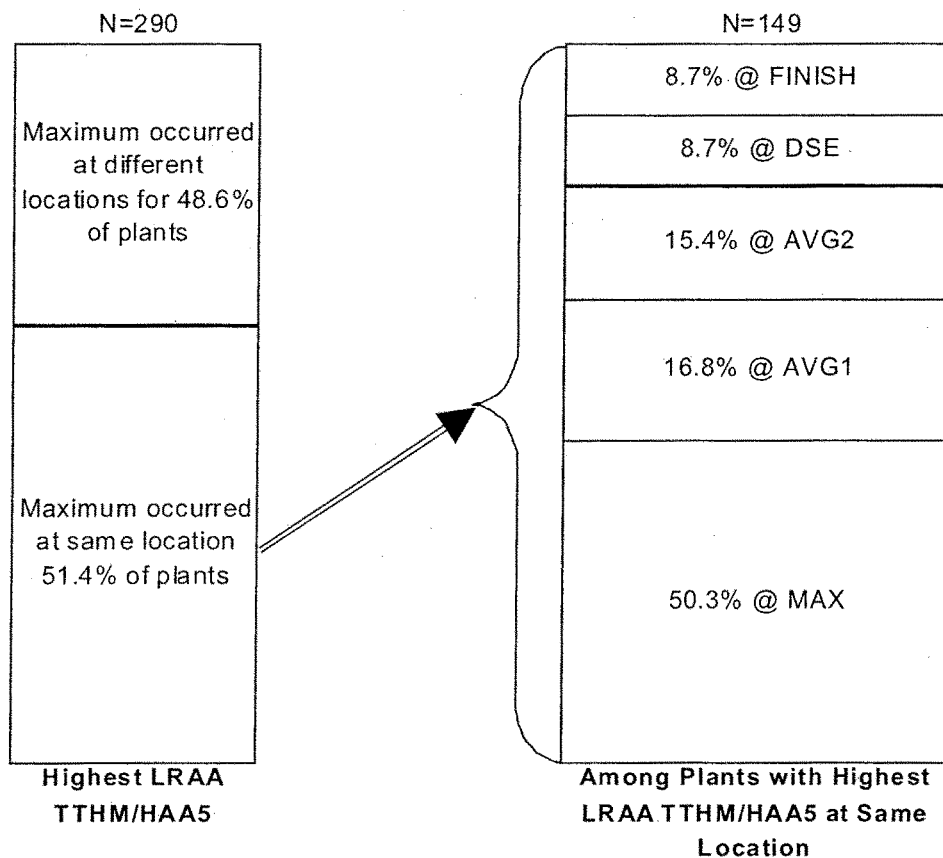 N=290
Maximum occurred
at different
locations for 48.6%
of plants
Maximum occurred
at same location
51.4% of plants
Highest LRAA
TTHM/HAA5
N=149
8.7% @ FINISH
8.7% @ DSE
15.4% @ AVG2
16.8% @ AVG1
50.3% @ MAX
Among Plants with Highest
LRAA TTHM/HAA5 at Same
Location